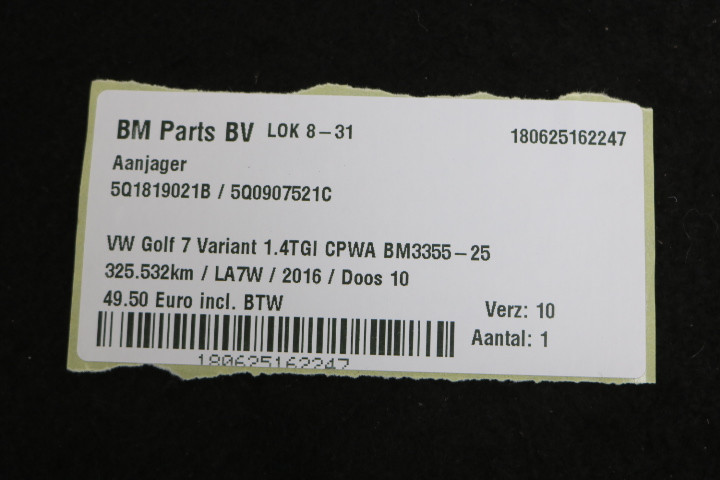 BM Parts BV LOK 8-31 180625162247
Aanjager
5Q1819021B / 5Q0907521C
VW Golf 7 Variant 1.4TGI CPWA BM3355-25
325.532km / LA7W / 2016 / Doos 10
49.50 Euro incl. BTW
Verz: 10
Aantal: 1
180625162247